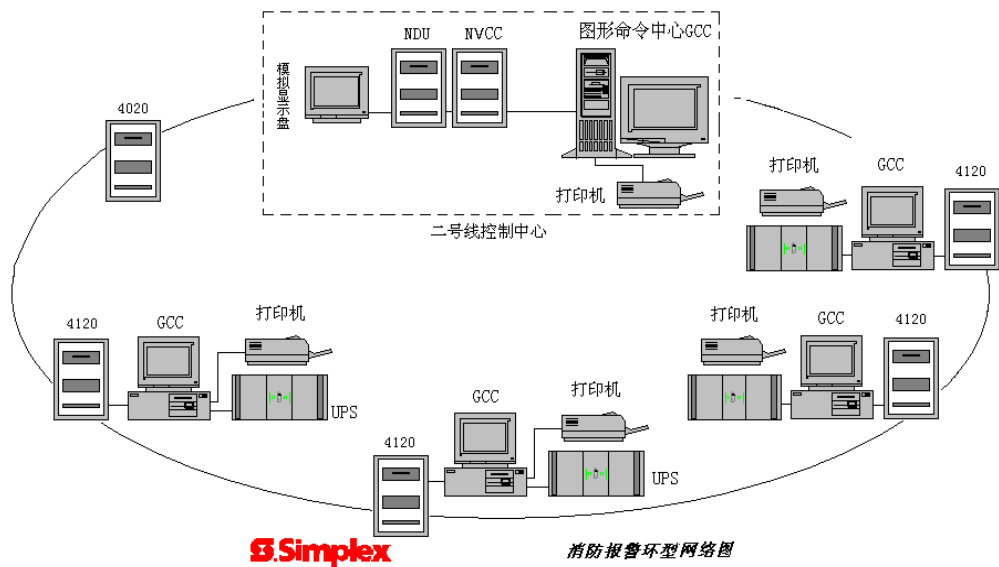 NDU
NVCC
图形命令中心GCC
模拟显示盘
4020
打印机
二号线控制中心
打印机
GCC
4120
4120
GCC
打印机
UPS
打印机
GCC
4120
4120
GCC
打印机
UPS
Simplex
消防报警环型网络图